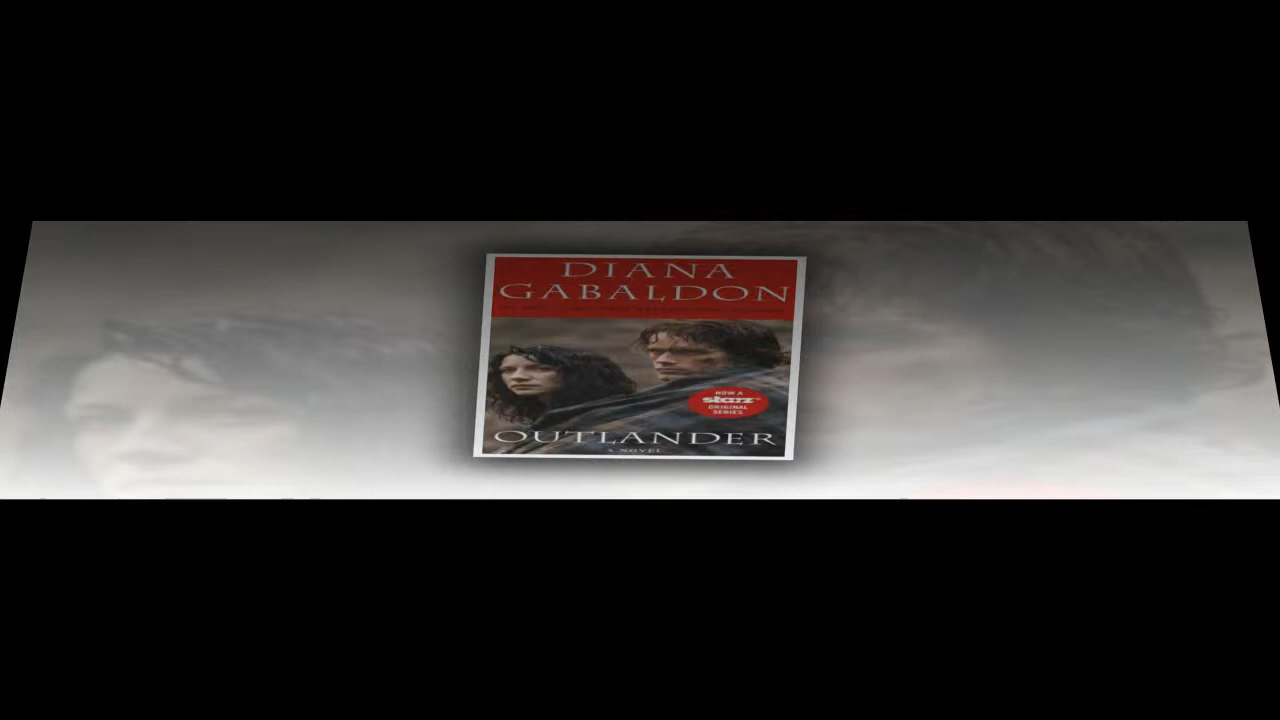 DIANA
GABALDON
NOW A
starz
ORIGINAL
SERIES
OUTLANDER
A NOVEL